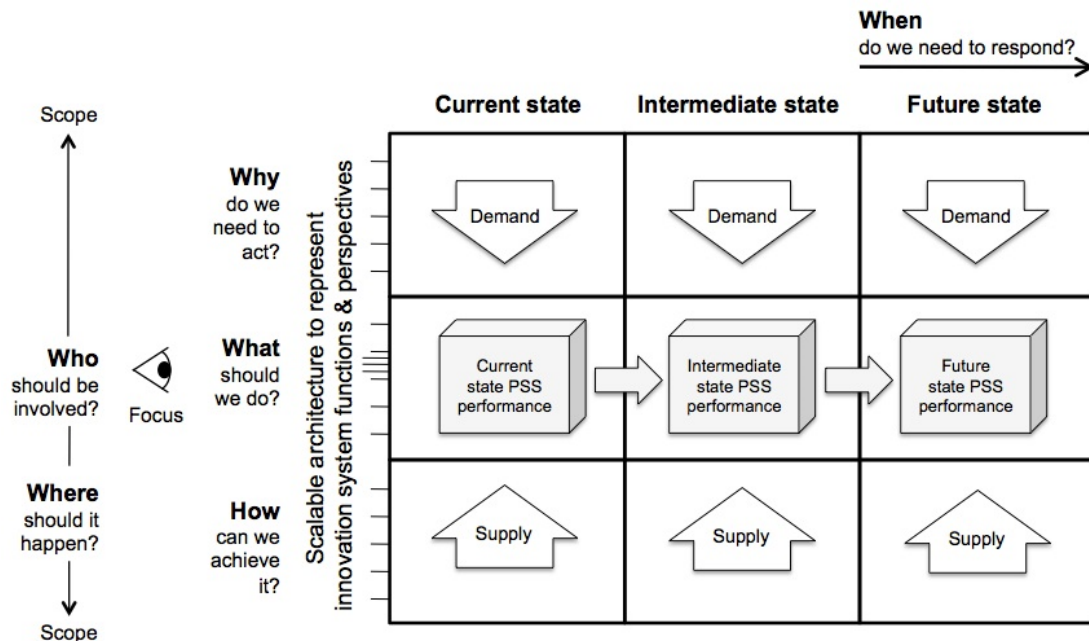 When
do we need to respond?
Current state
Intermediate state
Future state
Scope
Why
do we
need to
act?
Demand
Demand
Demand
Scalable architecture to represent
innovation system functions & perspectives
Who
should be
involved?
Focus
What
should
we do?
Current
state PSS
performance
Intermediate
state PSS
performance
Future
state PSS
performance
Where
should it
happen?
How
can we
achieve
it?
Supply
Supply
Supply
Scope